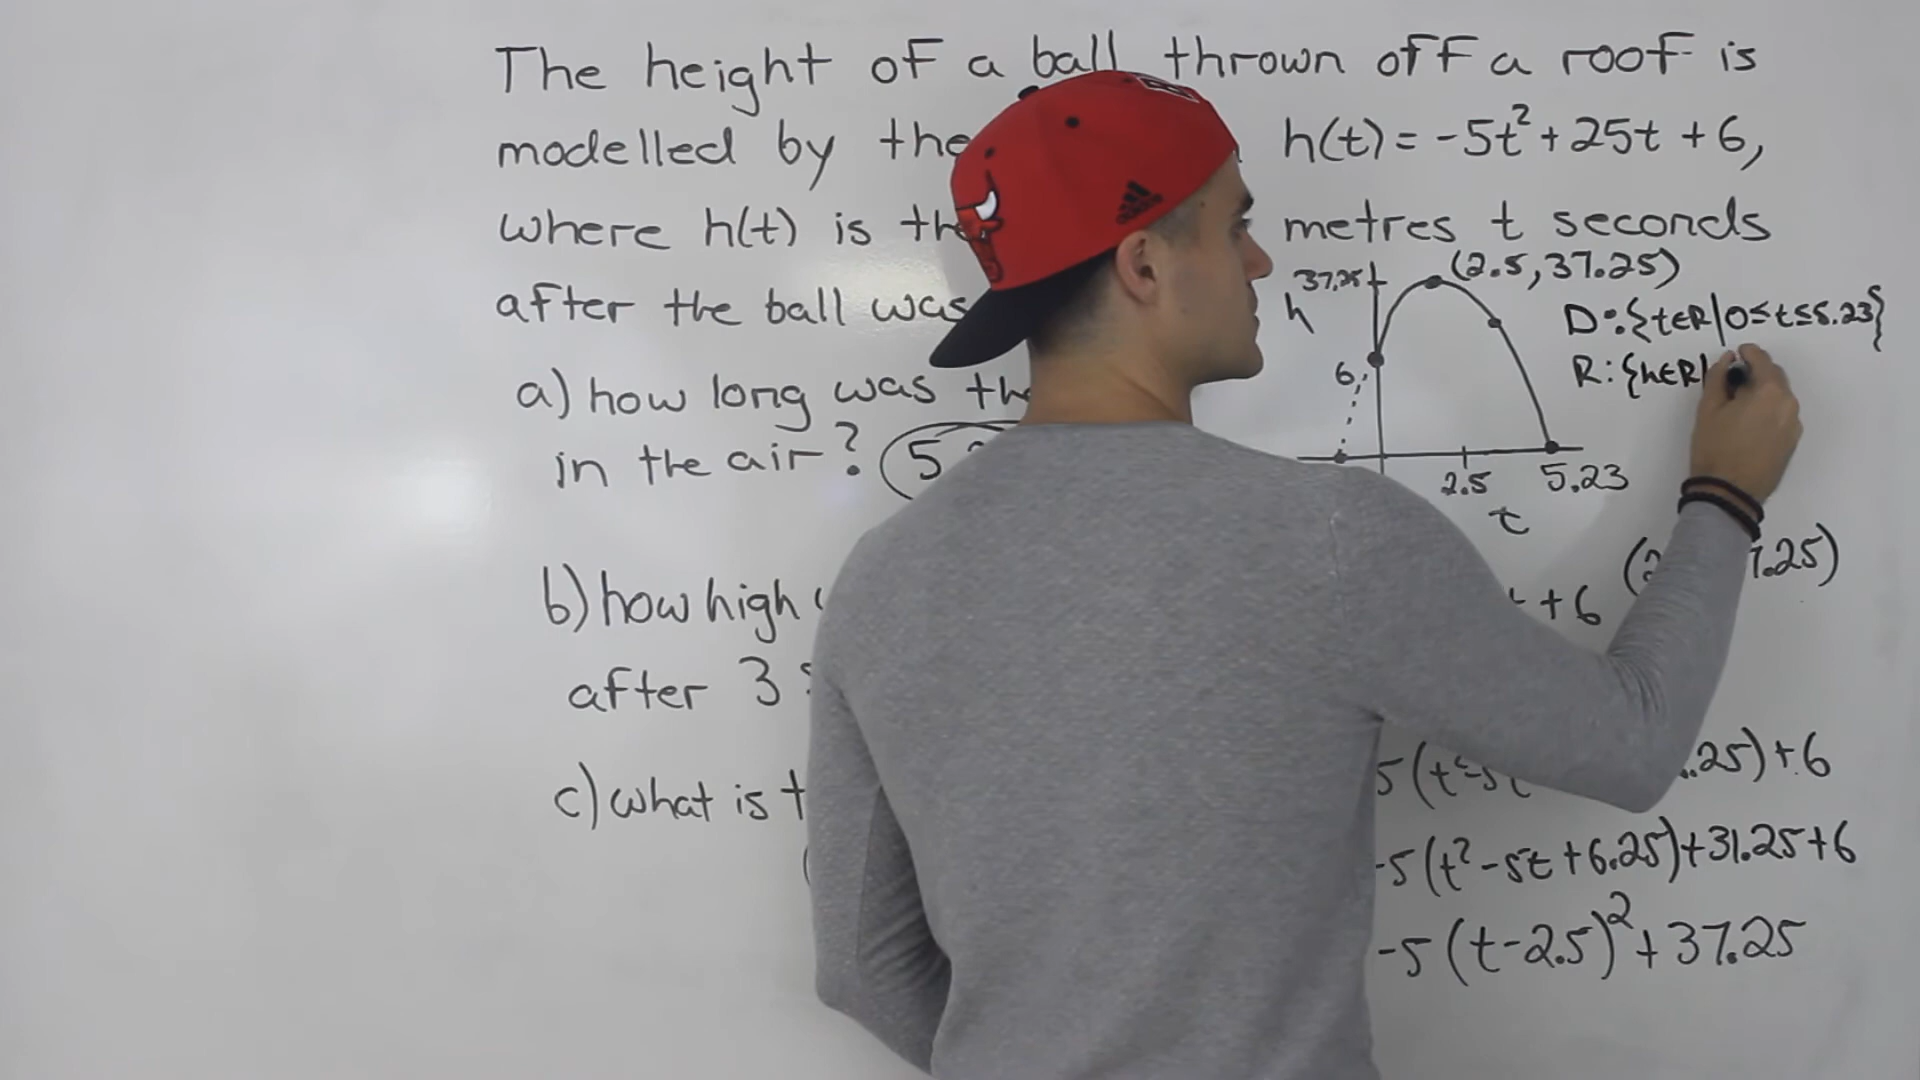 The height of a ball thrown off a roof is
modelled by the h(t) = -5t² + 25t + 6,
where h(t) is the metres t seconds
after the ball was
a) how long was the
in the air? 5
b) how high
after 3
c) what is t
37.25
(2.5, 37.25)
h
6
2.5
5.23
t
D: {t∈R|0≤t≤5.23}
R: {h∈R|
.25)
+6
.25)+6
5(t²-5t
-5(t²-5t+6.25)+31.25+6
-5(t-2.5)²+37.25